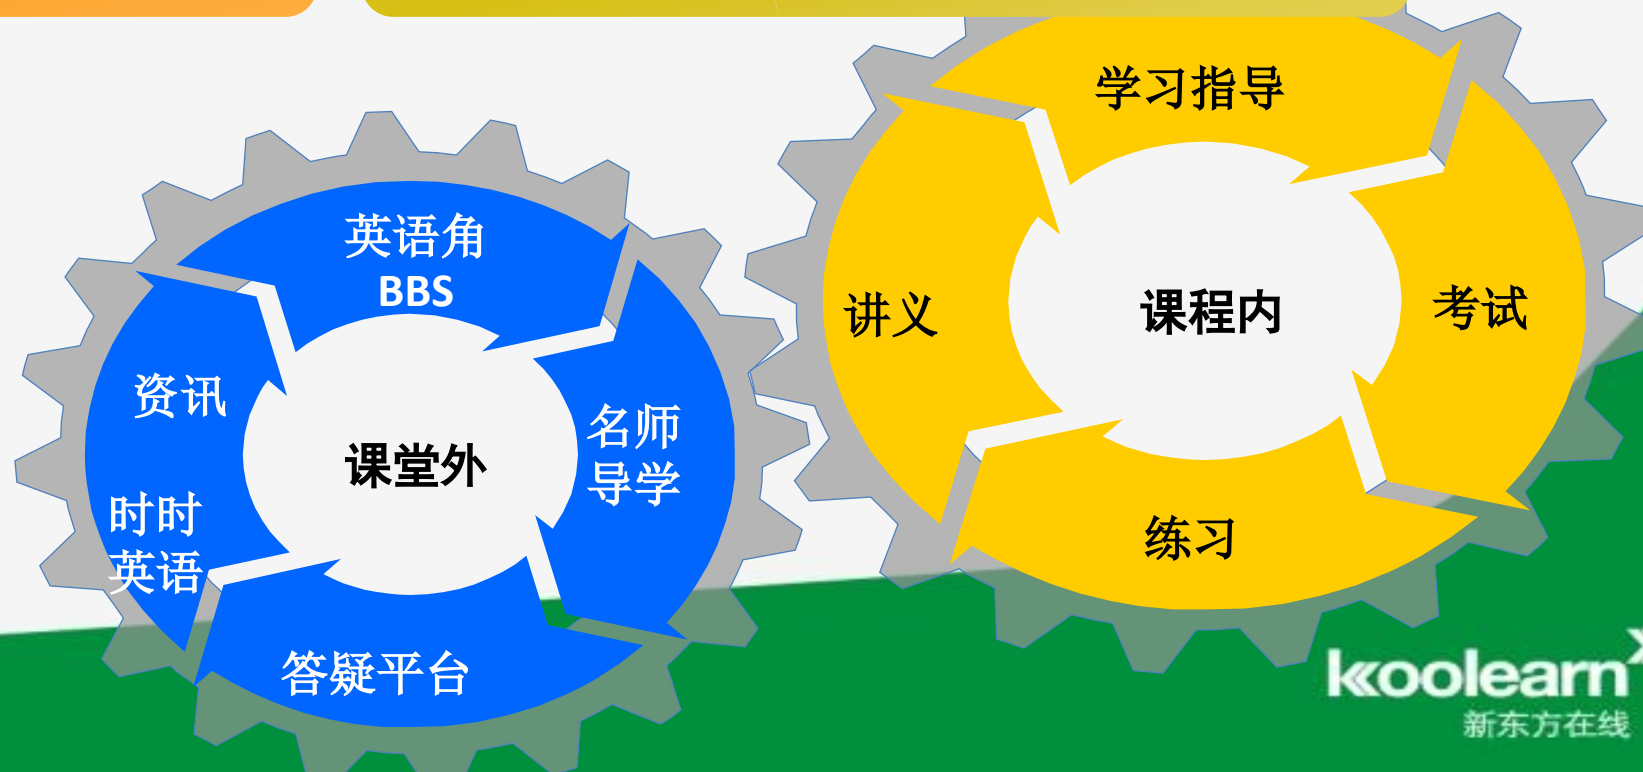 英语角
BBS
资讯
时时
英语
课堂外
名师
导学
答疑平台
学习指导
讲义
课程内
考试
练习
koolearn
新东方在线